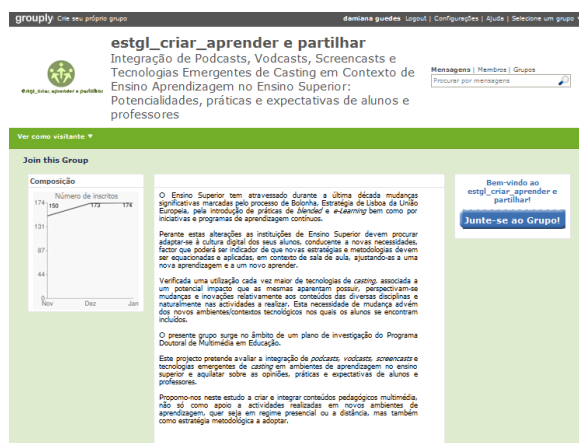 grouply Crie seu próprio grupo
damiana guedes Logout | Configurações | Ajuda | Selecione um grupo
estgl_criar_aprender e partilhar
Integração de Podcasts, Vodcasts, Screencasts e
Tecnologias Emergentes de Casting em Contexto de
Ensino Aprendizagem no Ensino Superior:
Potencialidades, práticas e expectativas de alunos e
professores
estgl_criar_aprender e partilhar
Mensagens | Membros | Grupos
Procurar por mensagens
Ver como visitante
Join this Group
Composição
Número de inscritos
174
131
87
44
0
150
173
174
Nov
Dez
Jan
O Ensino Superior tem atravessado durante a última década mudanças
significativas marcadas pelo processo de Bolonha, Estratégia de Lisboa da União
Europeia, pela introdução de práticas de blended e e-Learning bem como por
iniciativas e programas de aprendizagem contínuos.
Perante estas alterações as instituições de Ensino Superior devem procurar
adaptar-se à cultura digital dos seus alunos, conducente a novas necessidades,
factor que poderá ser indicador de que novas estratégias e metodologias devem
ser equacionadas e aplicadas, em contexto de sala de aula, ajustando-as a uma
nova aprendizagem e a um novo aprender.
Verificada uma utilização cada vez maior de tecnologias de casting, associada a
um potencial impacto que as mesmas aparentam possuir, perspectivam-se
mudanças e inovações relativamente aos conteúdos das diversas disciplinas e
naturalmente nas actividades a realizar. Esta necessidade de mudança advém
dos novos ambientes/contextos tecnológicos nos quais os alunos se encontram
incluídos.
O presente grupo surge no âmbito de um plano de investigação do Programa
Doutoral de Multimédia em Educação.
Este projecto pretende avaliar a integração de podcasts, vodcasts, screencasts e
tecnologias emergentes de casting em ambientes de aprendizagem no ensino
superior e aquilatar sobre as opiniões, práticas e expectativas de alunos e
professores.
Propomo-nos neste estudo a criar e integrar conteúdos pedagógicos multimédia,
não só como apoio a actividades realizadas em novos ambientes de
aprendizagem, quer seja em regime presencial ou a distância, mas também
como estratégia metodológica a adoptar.
Bem-vindo ao
estgl_criar_aprender e
partilhar!
Junte-se ao Grupo!